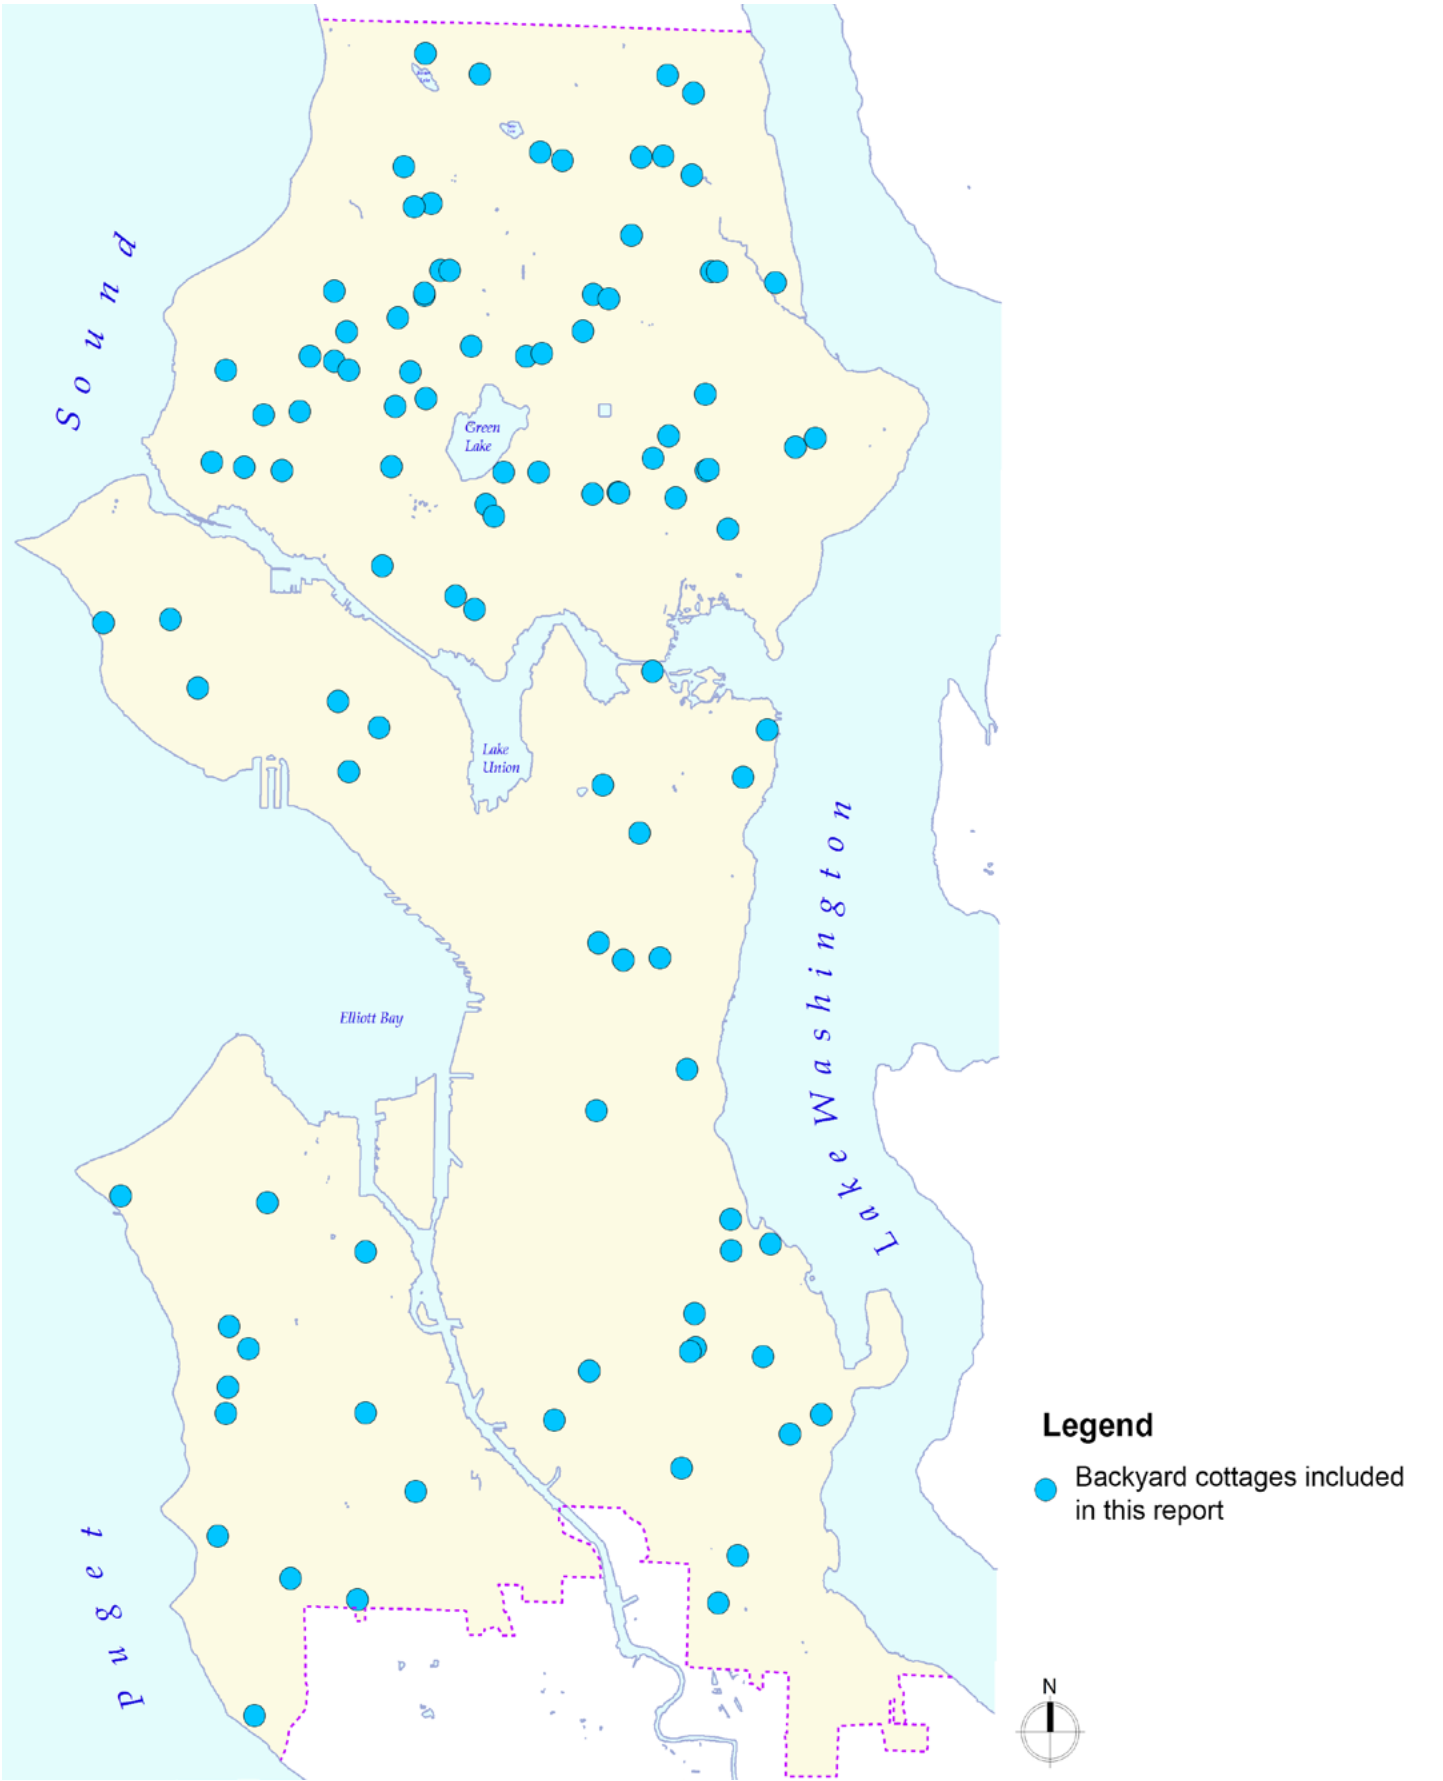 Green
Lake
Lake
Union
Elliott Bay
Puget Sound
Lake Washington
Legend
Backyard cottages included
in this report
N